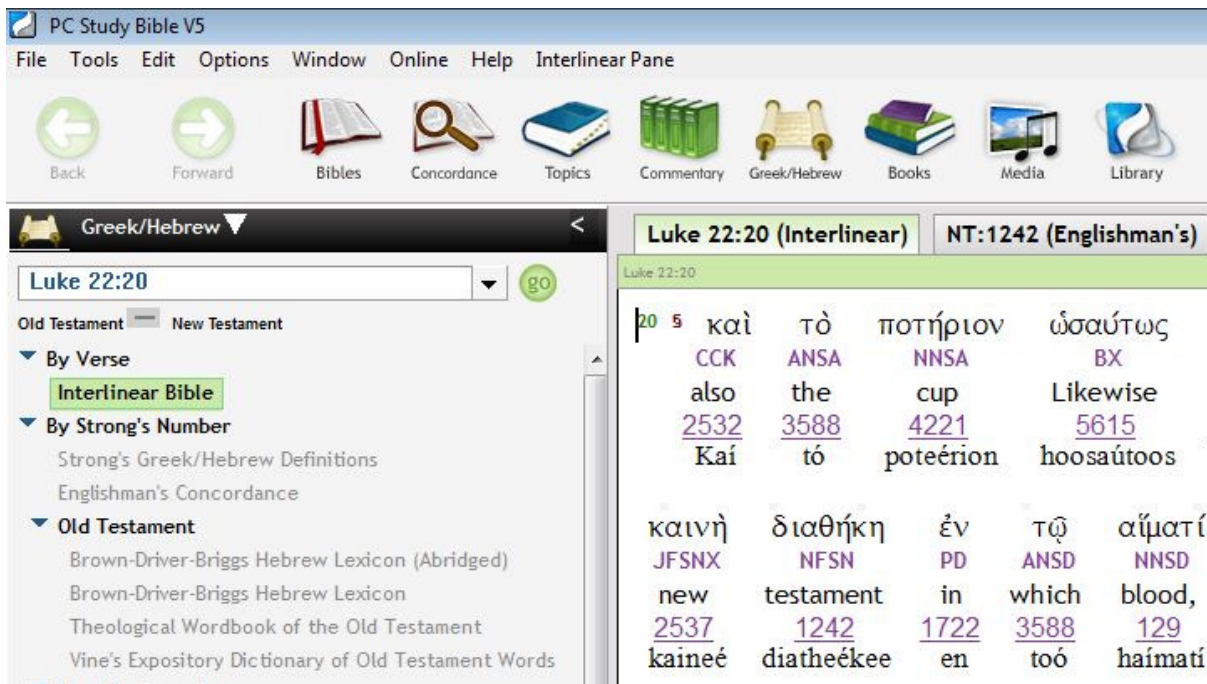 PC Study Bible V5
File Tools Edit Options Window Online Help Interlinear Pane
Back Forward Bibles Concordance Topics Commentary Greek/Hebrew Books Media Library
Greek/Hebrew <
Luke 22:20 go
Old Testament New Testament
By Verse
Interlinear Bible
By Strong's Number
Strong's Greek/Hebrew Definitions
Englishman's Concordance
Old Testament
Brown-Driver-Briggs Hebrew Lexicon (Abridged)
Brown-Driver-Briggs Hebrew Lexicon
Theological Wordbook of the Old Testament
Vine's Expository Dictionary of Old Testament Words
Luke 22:20 (Interlinear) NT:1242 (Englishman's)
Luke 22:20
20 § καὶ τὸ ποτήριον ὡσαύτως
CCK ANSA NNSA BX
also the cup Likewise
2532 3588 4221 5615
Kaí tó poteérion hoosaútoos
καινὴ διαθήκη ἐν τῷ αἵματί
JFSNX NFSN PD ANSD NNSD
new testament in which blood,
2537 1242 1722 3588 129
kaineé diatheékee en toó haímatí